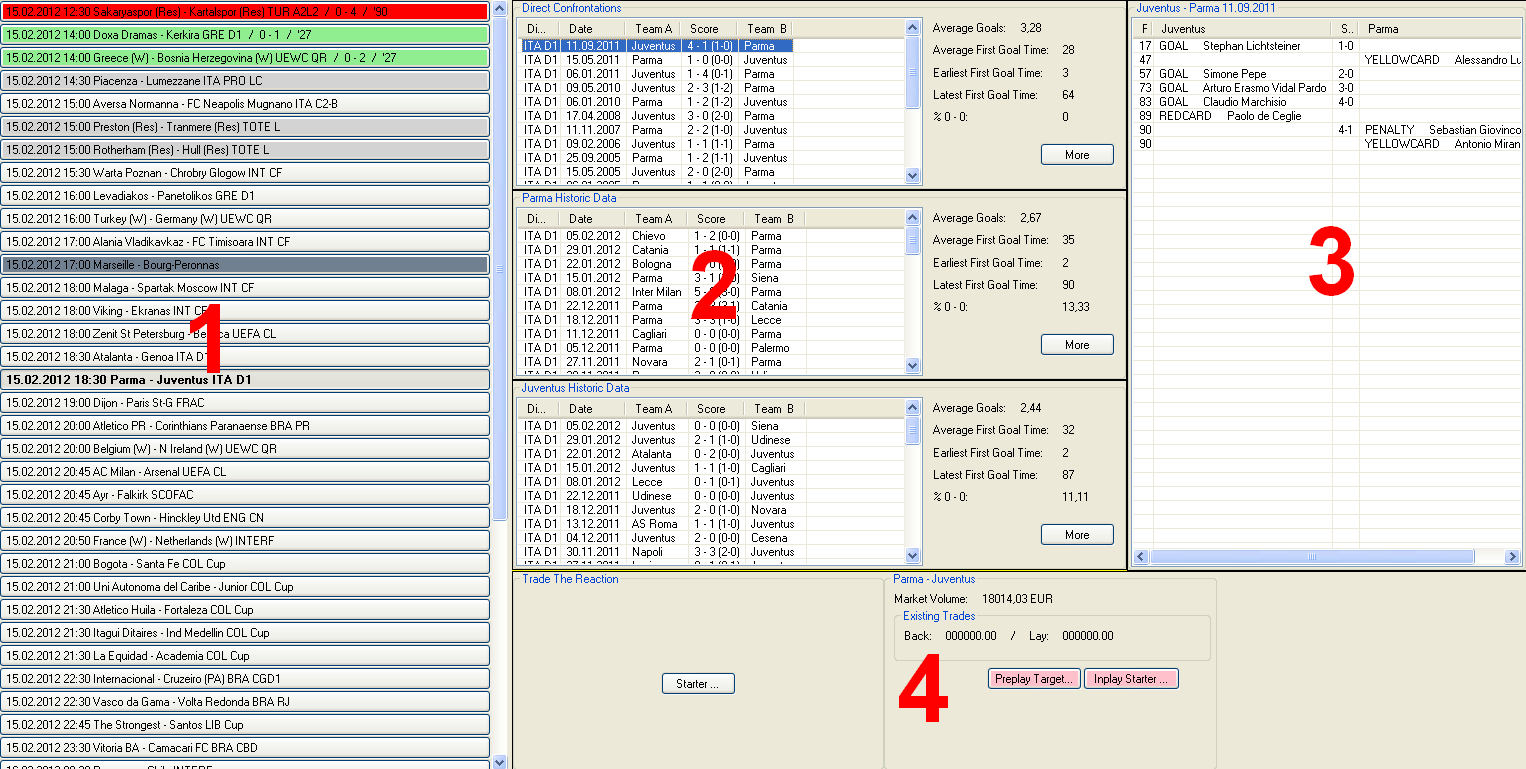 15.02.2012 12:30 Sakaryaspor (Res) - Kartalspor (Res) TUR A2L2 / 0 - 4 / '90
15.02.2012 14:00 Doxa Dramas - Kerkira GRE D1 / 0 - 1 / '27
15.02.2012 14:00 Greece (W) - Bosnia Herzegovina (W) UEWC QR / 0 - 2 / '27
15.02.2012 14:30 Piacenza - Lumezzane ITA PRO LC
15.02.2012 15:00 Aversa Normanna - FC Neapolis Mugnano ITA C2-B
15.02.2012 15:00 Preston (Res) - Tranmere (Res) TOTE L
15.02.2012 15:00 Rotherham (Res) - Hull (Res) TOTE L
15.02.2012 15:30 Warta Poznan - Chrobry Glogow INT CF
15.02.2012 16:00 Levadiakos - Panetolikos GRE D1
15.02.2012 16:00 Turkey (W) - Germany (W) UEWC QR
15.02.2012 17:00 Alania Vladikavkaz - FC Timisoara INT CF
15.02.2012 17:00 Marseille - Bourg-Peronnas
15.02.2012 18:00 Malaga - Spartak Moscow INT CF
15.02.2012 18:00 Viking - Ekranas INT CF
15.02.2012 18:00 Zenit St Petersburg - Benfica UEFA CL
15.02.2012 18:30 Atalanta - Genoa ITA D1
15.02.2012 18:30 Parma - Juventus ITA D1
15.02.2012 19:00 Dijon - Paris St-G FRAC
15.02.2012 20:00 Atletico PR - Corinthians Paranaense BRA PR
15.02.2012 20:00 Belgium (W) - N Ireland (W) UEWC QR
15.02.2012 20:45 AC Milan - Arsenal UEFA CL
15.02.2012 20:45 Ayr - Falkirk SCOFAC
15.02.2012 20:45 Corby Town - Hinckley Utd ENG CN
15.02.2012 20:50 France (W) - Netherlands (W) INTERF
15.02.2012 21:00 Bogota - Santa Fe COL Cup
15.02.2012 21:00 Uni Autonoma del Caribe - Junior COL Cup
15.02.2012 21:30 Atletico Huila - Fortaleza COL Cup
15.02.2012 21:30 Itagui Ditaires - Ind Medellin COL Cup
15.02.2012 21:30 La Equidad - Academia COL Cup
15.02.2012 22:30 Internacional - Cruzeiro (PA) BRA CGD1
15.02.2012 22:30 Vasco da Gama - Volta Redonda BRA RJ
15.02.2012 22:45 The Strongest - Santos LIB Cup
15.02.2012 23:30 Vitoria BA - Camacari FC BRA CBD
1
Direct Confrontations
Di... Date Team A Score Team B
ITA D1 11.09.2011 Juventus 4 - 1 (1-0) Parma
ITA D1 15.05.2011 Parma 1 - 0 (0-0) Juventus
ITA D1 06.01.2011 Juventus 1 - 4 (0-1) Parma
ITA D1 09.05.2010 Juventus 2 - 3 (1-2) Parma
ITA D1 06.01.2010 Parma 1 - 2 (1-2) Juventus
ITA D1 17.04.2008 Juventus 3 - 0 (2-0) Parma
ITA D1 11.11.2007 Parma 2 - 2 (1-0) Juventus
ITA D1 09.02.2006 Juventus 1 - 1 (1-1) Parma
ITA D1 25.09.2005 Parma 1 - 2 (1-1) Juventus
ITA D1 15.05.2005 Juventus 2 - 0 (2-0) Parma
Average Goals: 3,28
Average First Goal Time: 28
Earliest First Goal Time: 3
Latest First Goal Time: 64
% 0 - 0: 0
More
Parma Historic Data
Di... Date Team A Score Team B
ITA D1 05.02.2012 Chievo 1 - 2 (0-0) Parma
ITA D1 29.01.2012 Catania 1 - 1 (1-1) Parma
ITA D1 22.01.2012 Bologna (0-0) Parma
ITA D1 15.01.2012 Parma 3 - 1 Siena
ITA D1 08.01.2012 Inter Milan 5 - Parma
ITA D1 22.12.2011 Parma Catania
ITA D1 18.12.2011 Parma 3 - 3 (1-0) Lecce
ITA D1 11.12.2011 Cagliari 0 - 0 (0-0) Parma
ITA D1 05.12.2011 Parma 0 - 0 (0-0) Palermo
ITA D1 27.11.2011 Novara 2 - 1 (0-1) Parma
2
Average Goals: 2,67
Average First Goal Time: 35
Earliest First Goal Time: 2
Latest First Goal Time: 90
% 0 - 0: 13,33
More
Juventus Historic Data
Di... Date Team A Score Team B
ITA D1 05.02.2012 Juventus 0 - 0 (0-0) Siena
ITA D1 29.01.2012 Juventus 2 - 1 (1-0) Udinese
ITA D1 22.01.2012 Atalanta 0 - 2 (0-0) Juventus
ITA D1 15.01.2012 Juventus 1 - 1 (1-0) Cagliari
ITA D1 08.01.2012 Lecce 0 - 1 (0-1) Juventus
ITA D1 22.12.2011 Udinese 0 - 0 (0-0) Juventus
ITA D1 18.12.2011 Juventus 2 - 0 (1-0) Novara
ITA D1 13.12.2011 AS Roma 1 - 1 (1-0) Juventus
ITA D1 04.12.2011 Juventus 2 - 0 (0-0) Cesena
ITA D1 30.11.2011 Napoli 3 - 3 (2-0) Juventus
Average Goals: 2,44
Average First Goal Time: 32
Earliest First Goal Time: 2
Latest First Goal Time: 87
% 0 - 0: 11,11
More
Juventus - Parma 11.09.2011
F Juventus S.. Parma
17 GOAL Stephan Lichtsteiner 1-0
47 YELLOWCARD Alessandro Lu
57 GOAL Simone Pepe 2-0
73 GOAL Arturo Erasmo Vidal Pardo 3-0
83 GOAL Claudio Marchisio 4-0
89 REDCARD Paolo de Ceglie
90 4-1 PENALTY Sebastian Giovinco
90 YELLOWCARD Antonio Miran
3
Trade The Reaction
Starter ...
Parma - Juventus
Market Volume: 18014,03 EUR
Existing Trades
Back: 000000.00 / Lay: 000000.00
Preplay Target... Inplay Starter ...
4